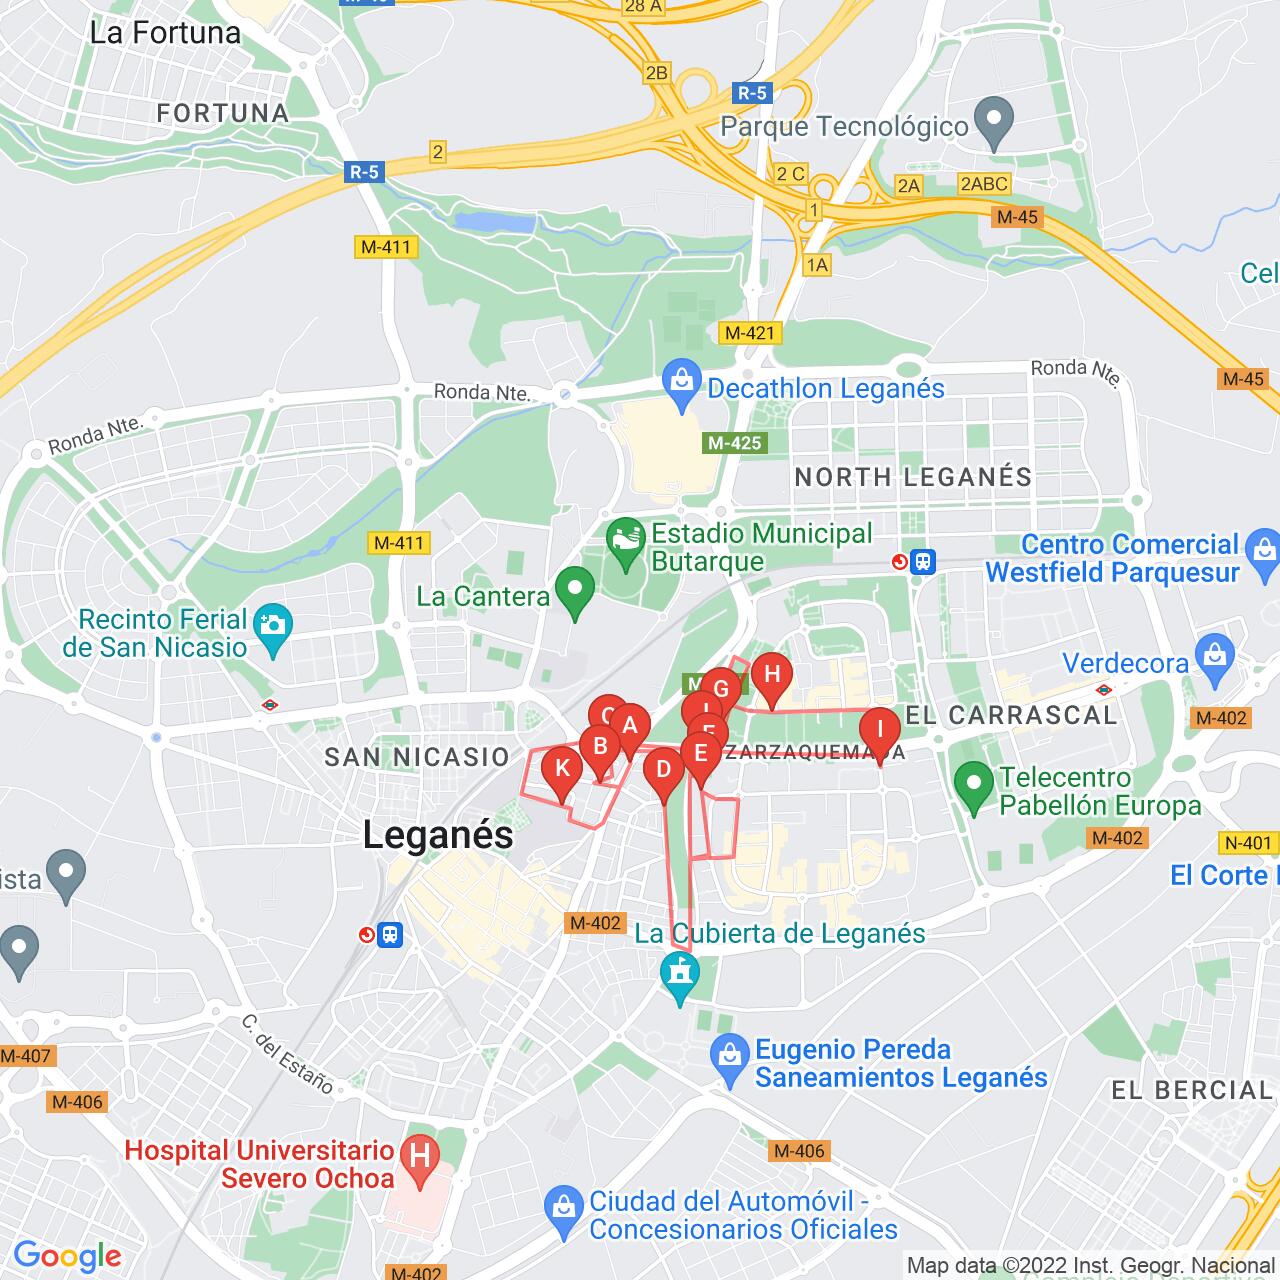 28 A
La Fortuna
2B
R-5
FORTUNA
Parque Tecnológico
2
R-5
2 C
2A
2ABC
1
M-45
M-411
1A
Cel
M-421
Ronda Nte.
M-45
Decathlon Leganés
Ronda Nte.
Ronda Nte.
M-425
NORTH LEGANÉS
Estadio Municipal
Butarque
M-411
Centro Comercial
Westfield Parquesur
La Cantera
Recinto Ferial
de San Nicasio
Verdecora
H
G
M-402
EL CARRASCAL
A
I
B
E
ZARZAQUEMADA
SAN NICASIO
K
D
Telecentro
Pabellón Europa
Leganés
M-402
N-401
ista
El Corte
M-402
La Cubierta de Leganés
C. del Estaño
M-407
Eugenio Pereda
Saneamientos Leganés
M-406
EL BERCIAL
Hospital Universitario
Severo Ochoa
H
M-406
Ciudad del Automóvil -
Concesionarios Oficiales
Google
Map data ©2022 Inst. Geogr. Nacional
M-402